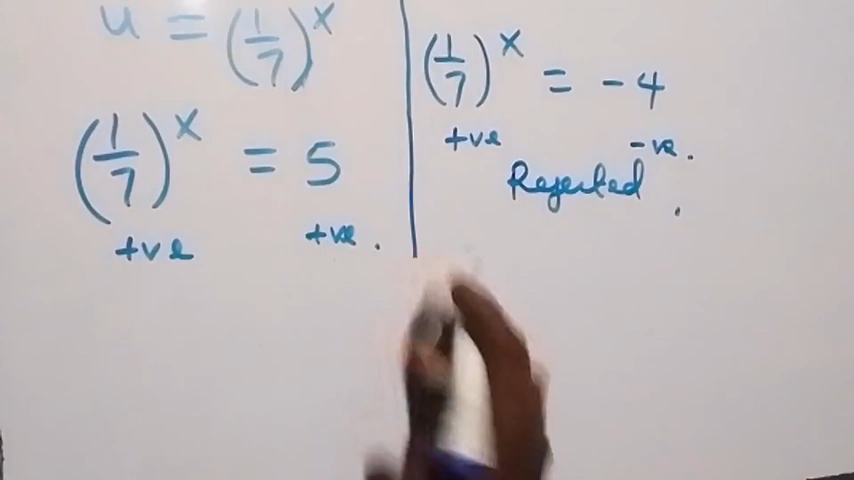 u = (1/7)^x
(1/7)^x = 5
+ve +ve.
(1/7)^x = -4
+ve -ve.
Rejected.